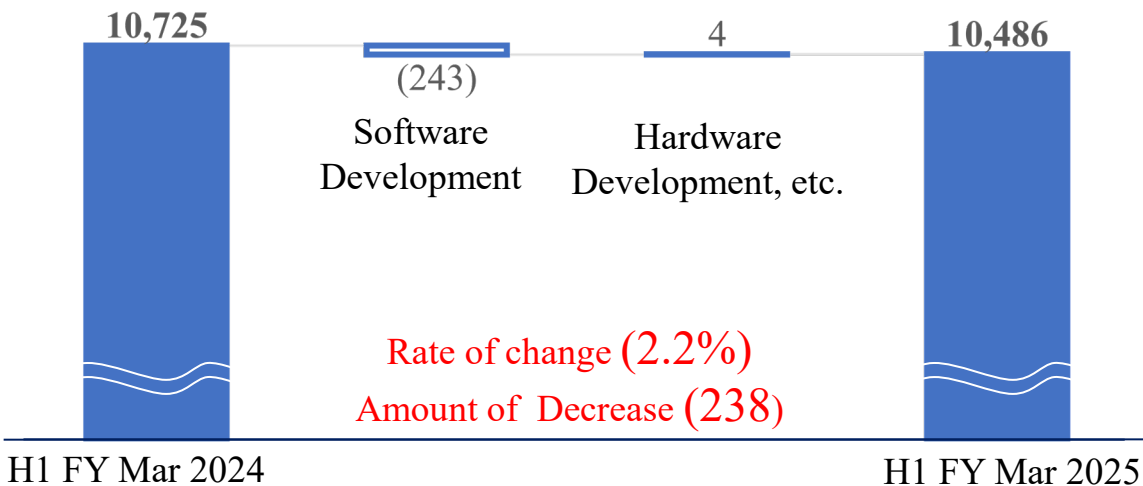 10,725
(243)
4
10,486
Software
Development
Hardware
Development, etc.
Rate of change (2.2%)
Amount of Decrease (238)
H1 FY Mar 2024
H1 FY Mar 2025